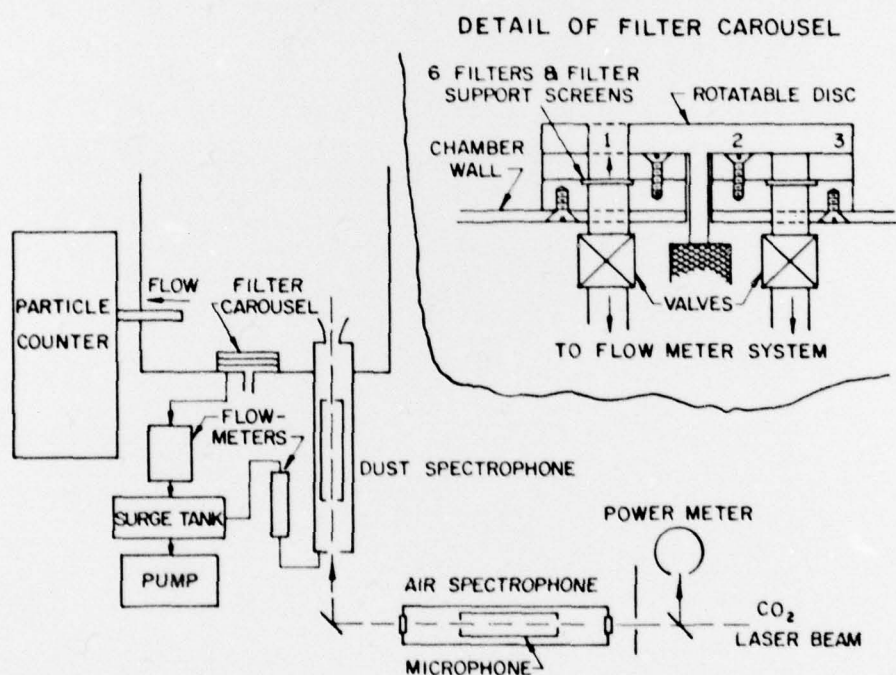 DETAIL OF FILTER CAROUSEL
6 FILTERS & FILTER
SUPPORT SCREENS
ROTATABLE DISC
1
2
3
CHAMBER
WALL
VALVES
TO FLOW METER SYSTEM
PARTICLE
COUNTER
FLOW
FILTER
CAROUSEL
FLOW-
METERS
DUST SPECTROPHONE
SURGE TANK
PUMP
POWER METER
AIR SPECTROPHONE
MICROPHONE
CO₂
LASER BEAM